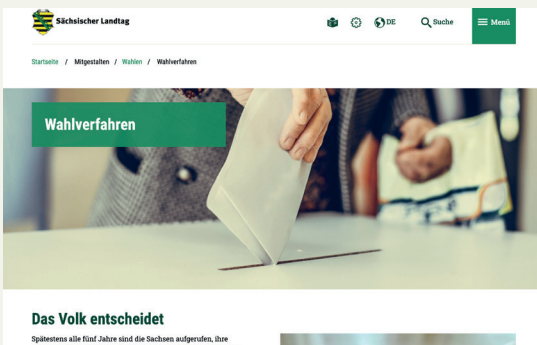 Sächsischer Landtag
DE
Suche
Menü
Startseite / Mitgestalten / Wahlen / Wahlverfahren
Wahlverfahren
Das Volk entscheidet
Spätestens alle fünf Jahre sind die Sachsen aufgerufen, ihre